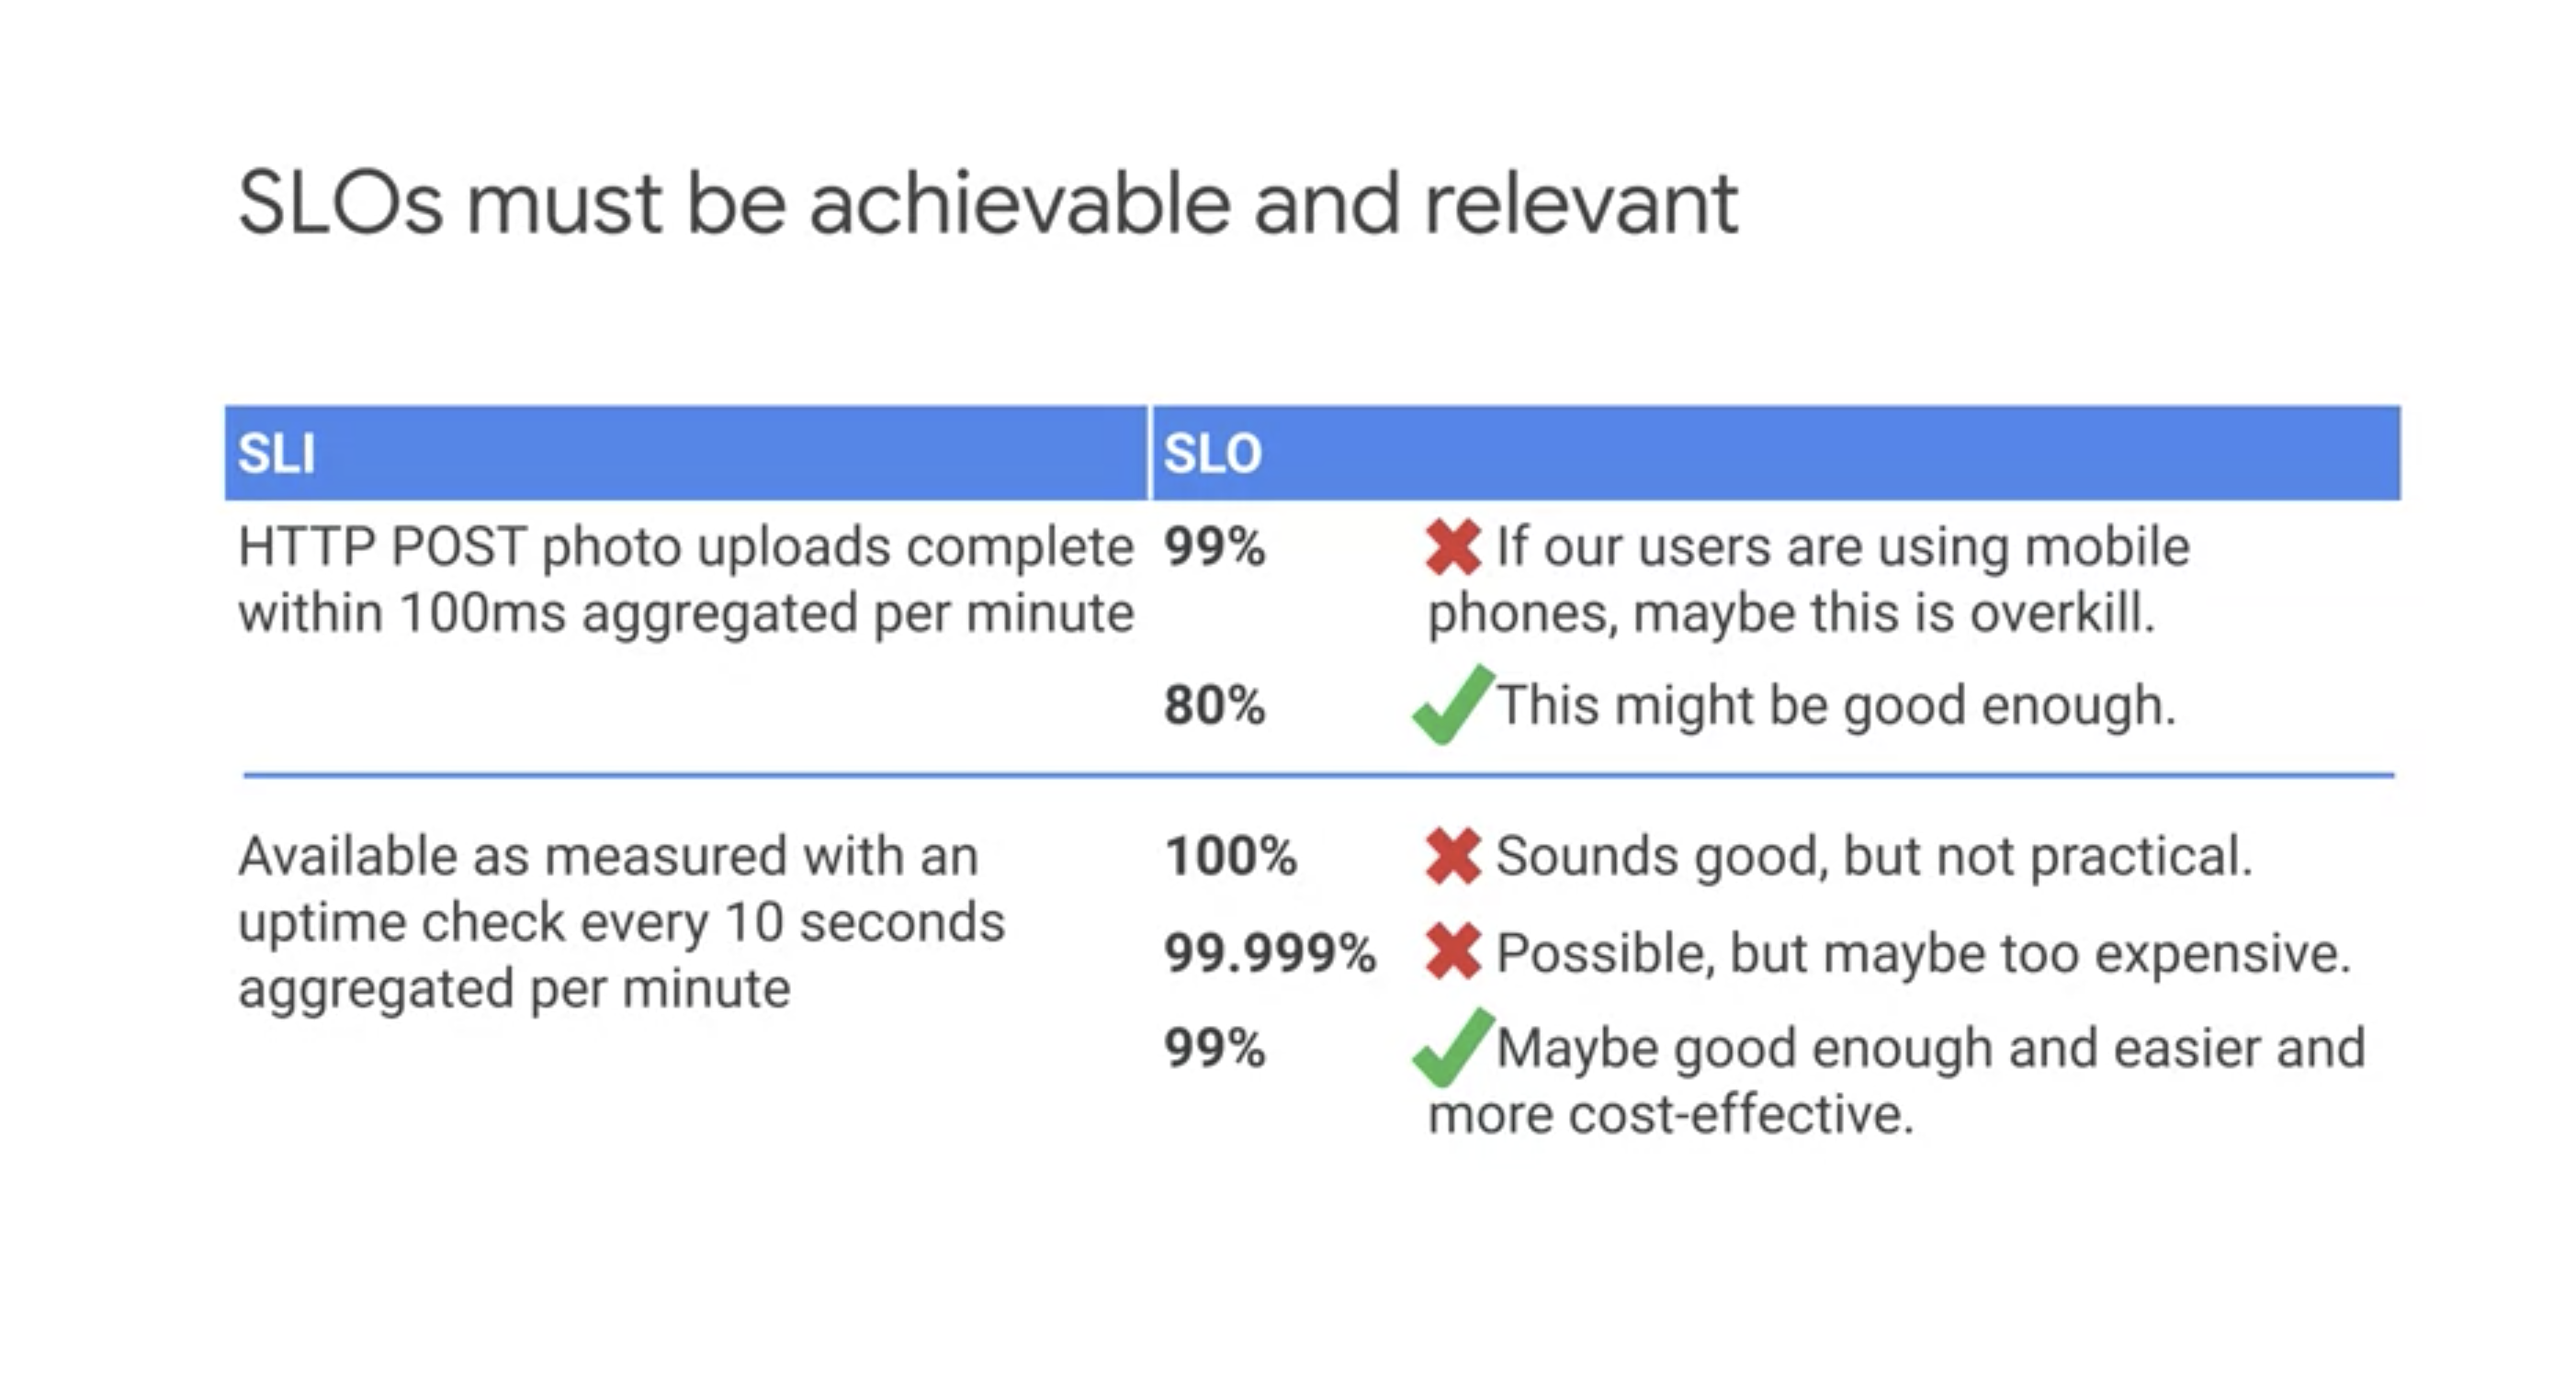 SLOs must be achievable and relevant
SLI
SLO
HTTP POST photo uploads complete
within 100ms aggregated per minute
99%
If our users are using mobile
phones, maybe this is overkill.
80%
This might be good enough.
Available as measured with an
uptime check every 10 seconds
aggregated per minute
100%
Sounds good, but not practical.
99.999%
Possible, but maybe too expensive.
99%
Maybe good enough and easier and
more cost-effective.